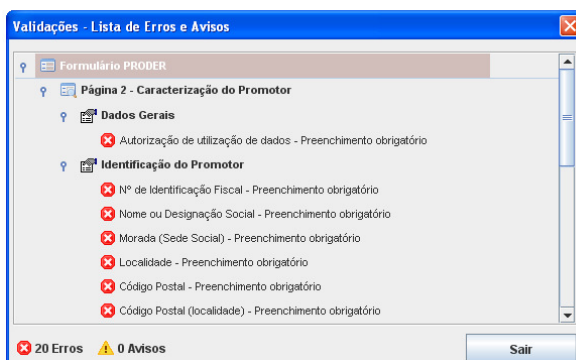 Validações - Lista de Erros e Avisos
Formulário PRODER
Página 2 - Caracterização do Promotor
Dados Gerais
Autorização de utilização de dados - Preenchimento obrigatório
Identificação do Promotor
Nº de Identificação Fiscal - Preenchimento obrigatório
Nome ou Designação Social - Preenchimento obrigatório
Morada (Sede Social) - Preenchimento obrigatório
Localidade - Preenchimento obrigatório
Código Postal - Preenchimento obrigatório
Código Postal (localidade) - Preenchimento obrigatório
20 Erros 0 Avisos Sair